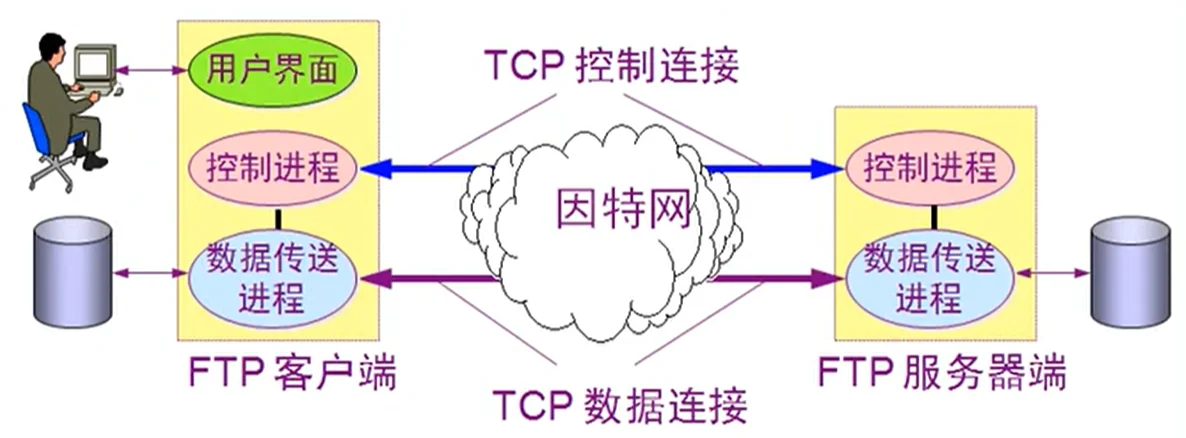 TCP 控制连接
用户界面
控制进程
因特网
控制进程
数据传送
进程
数据传送
进程
FTP 客户端
FTP 服务器端
TCP 数据连接